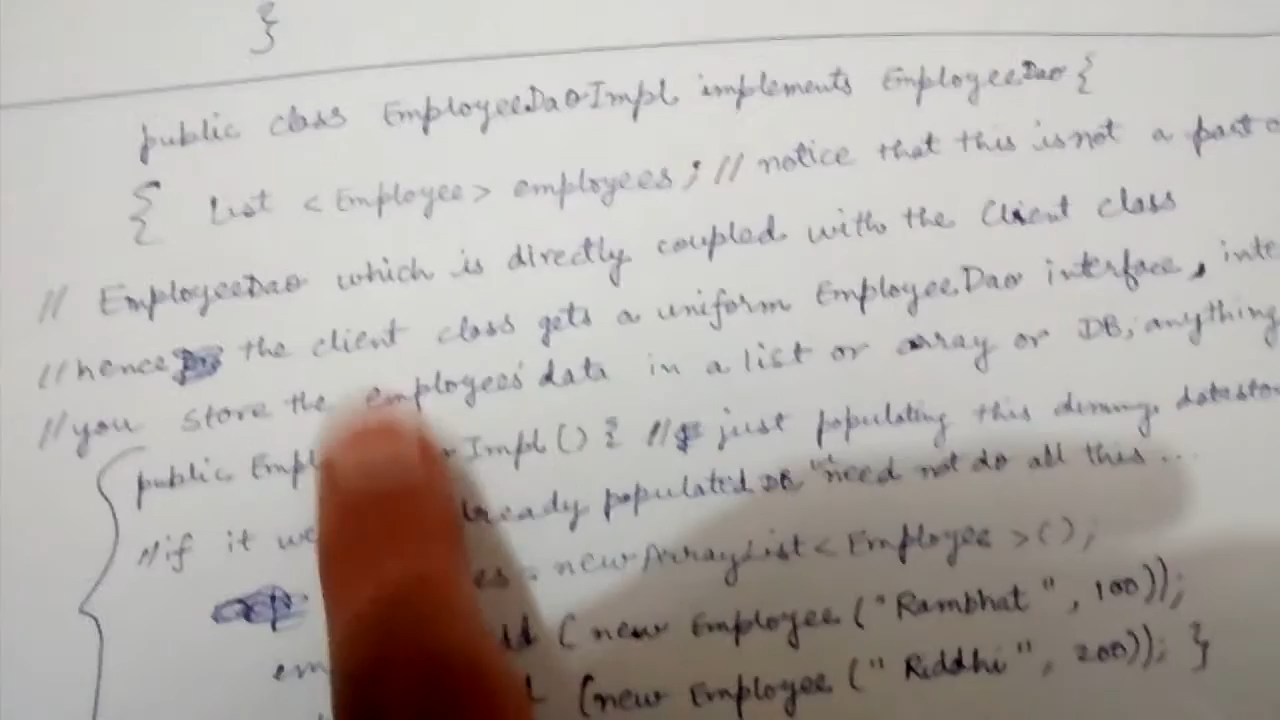 }
public class EmployeeDaoImpl implements EmployeeDao {
{ List <Employee> employees; // notice that this is not a part
// EmployeeDao which is directly coupled with the Client class
// hence the client class gets a uniform EmployeeDao interface,
// you store the employees' data in a list or array or DB, anything
public Impl() { // just populating this dummy
// if it already populated DB need not do all this...
new ArrayList<Employee>();
(new Employee ("Rambhat", 100));
(new Employee ("Riddhi", 200)); }